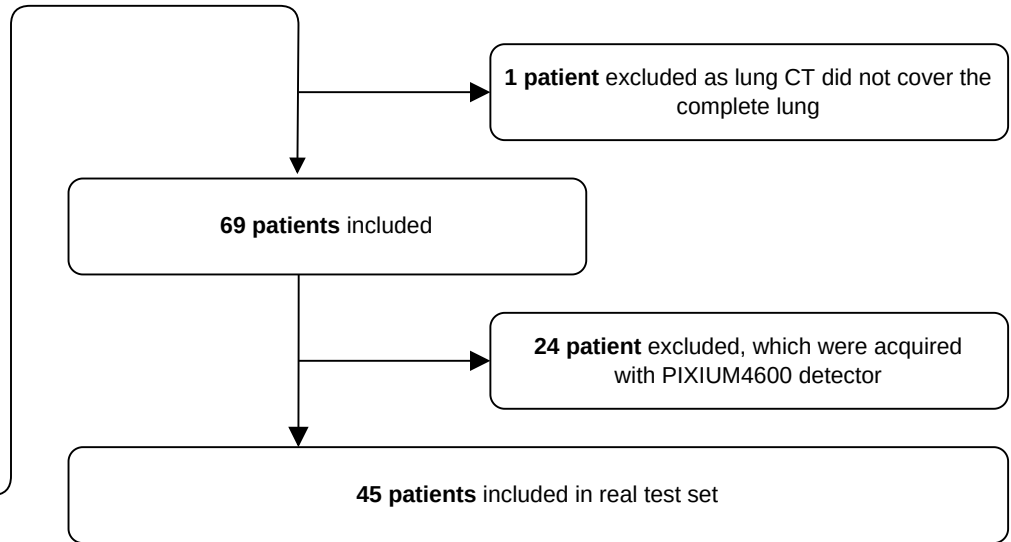 1 patient excluded as lung CT did not cover the
complete lung
69 patients included
24 patient excluded, which were acquired
with PIXIUM4600 detector
45 patients included in real test set